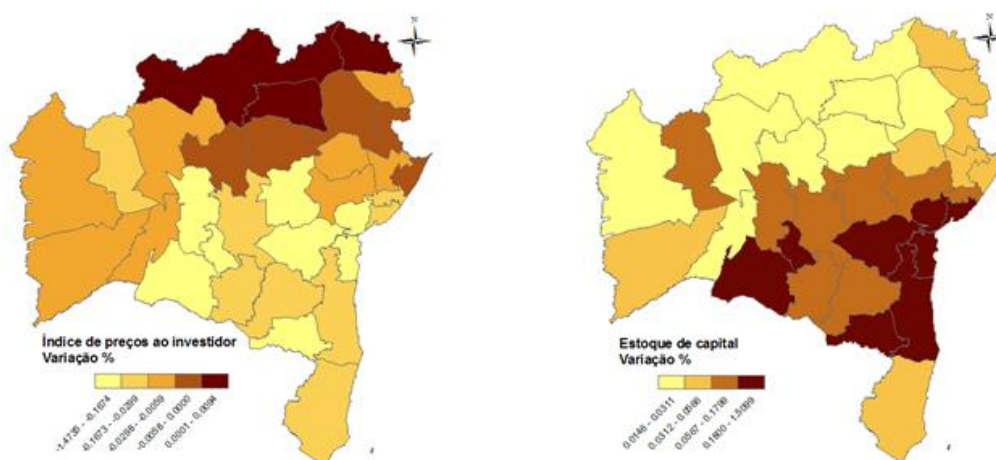 N
Índice de preços ao investidor
Variação %
-1.4735 - -0.1674
-0.1673 - -0.0299
-0.0298 - -0.0059
-0.0058 - 0.0000
0.0001 - 0.0094
N
Estoque de capital
Variação %
0.0146 - 0.0311
0.0312 - 0.0566
0.0567 - 0.1799
0.1800 - 1.5099